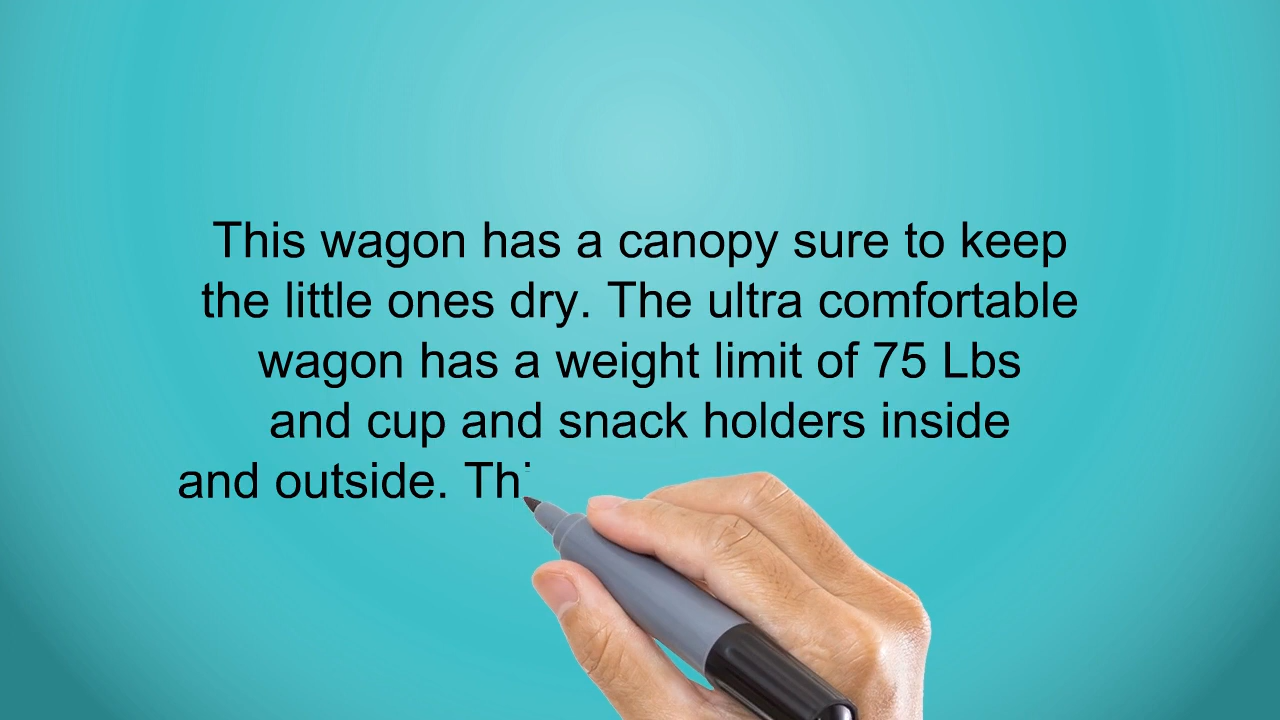 This wagon has a canopy sure to keep
the little ones dry. The ultra comfortable
wagon has a weight limit of 75 Lbs
and cup and snack holders inside
and outside. Thi